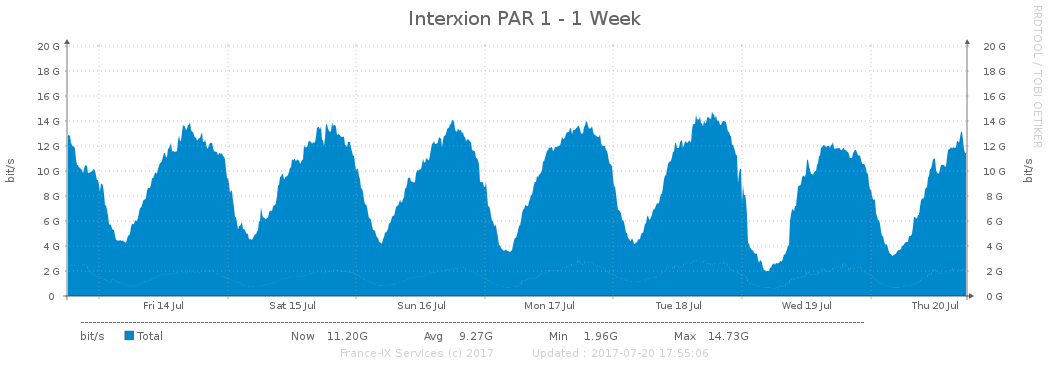 Interxion PAR 1 - 1 Week
RRDTOOL / TOBI OETIKER
20 G 20 G
18 G 18 G
16 G 16 G
14 G 14 G
12 G 12 G
10 G 10 G
8 G 8 G
6 G 6 G
4 G 4 G
2 G 2 G
0 0 G
bit/s bit/s
Fri 14 Jul Sat 15 Jul Sun 16 Jul Mon 17 Jul Tue 18 Jul Wed 19 Jul Thu 20 Jul
bit/s Total Now 11.20G Avg 9.27G Min 1.96G Max 14.73G
France-IX Services (c) 2017 Updated : 2017-07-20 17:55:06